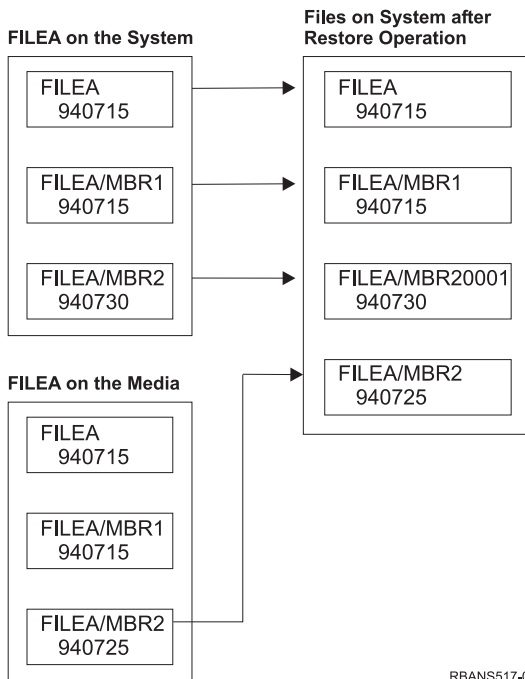 FILEA on the System
FILEA
940715
FILEA/MBR1
940715
FILEA/MBR2
940730
FILEA on the Media
FILEA
940715
FILEA/MBR1
940715
FILEA/MBR2
940725
Files on System after
Restore Operation
FILEA
940715
FILEA/MBR1
940715
FILEA/MBR20001
940730
FILEA/MBR2
940725